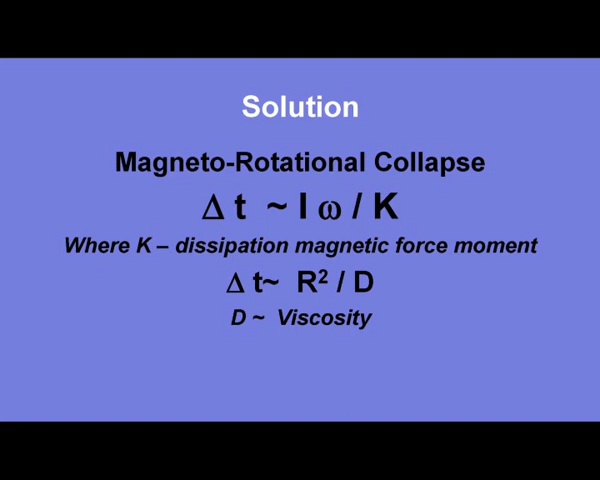 Solution
Magneto-Rotational Collapse
Δ t ~ I ω / K
Where K – dissipation magnetic force moment
Δ t~ R² / D
D ~ Viscosity